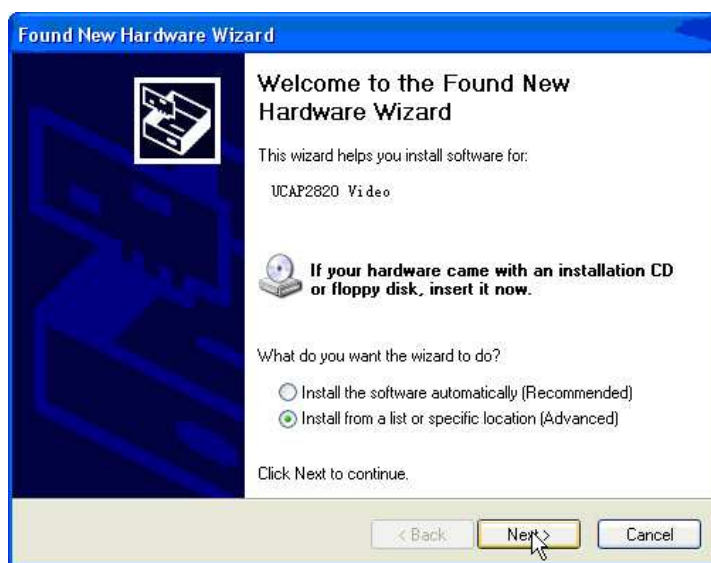 Found New Hardware Wizard
Welcome to the Found New
Hardware Wizard
This wizard helps you install software for:
UCAP2820 Video
If your hardware came with an installation CD
or floppy disk, insert it now.
What do you want the wizard to do?
Install the software automatically (Recommended)
Install from a list or specific location (Advanced)
Click Next to continue.
< Back Next > Cancel